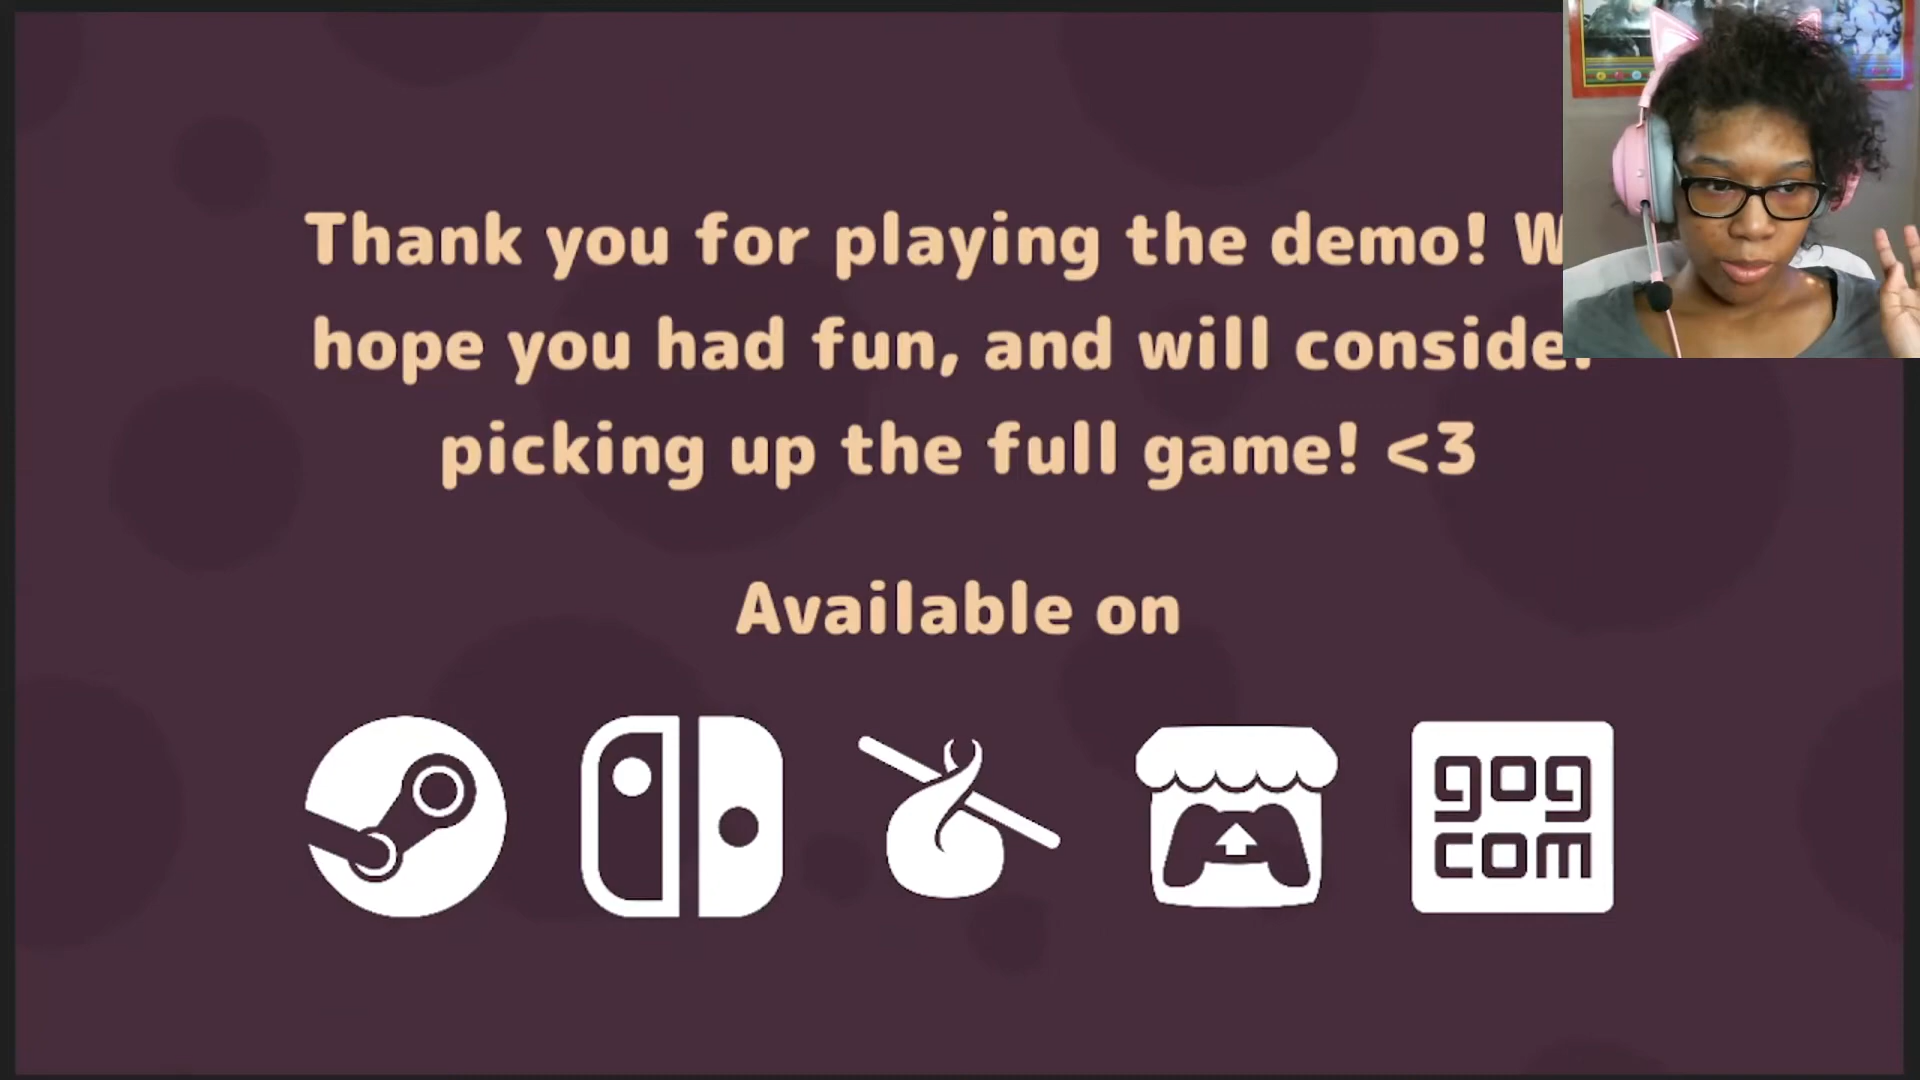 Thank you for playing the demo!
hope you had fun, and will consider
picking up the full game! <3
Available on
gog
com